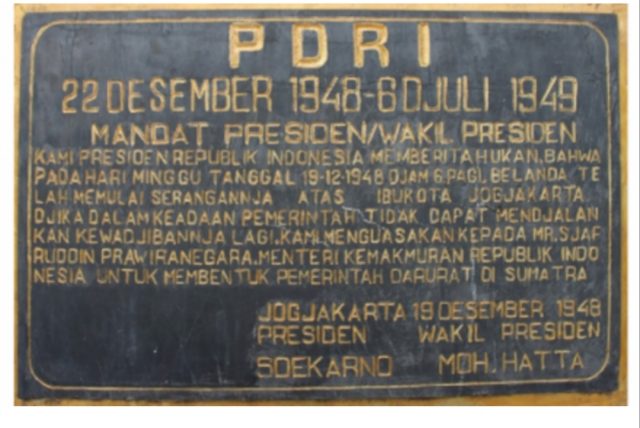 PDRI
22 DESEMBER 1948-6 DJULI 1949
MANDAT PRESIDEN/WAKIL PRESIDEN
KAMI PRESIDEN REPUBLIK INDONESIA MEMBERITAHUKAN, BAHWA
PADA HARI MINGGU TANGGAL 19-12-1948 DJAM 6 PAGI. BELANDA TE
LAH MEMULAI SERANGANNJA ATAS IBUKOTA JOGJAKARTA.
DJIKA DALAM KEADAAN PEMERINTAH TIDAK DAPAT MENDJALAN
KAN KEWADJIBANNJA LAGI, KAMI MENGUASAKAN KEPADA MR. SJAF
RUDDIN PRAWIRANEGARA, MENTERI KEMAKMURAN REPUBLIK INDO
NESIA UNTUK MEMBENTUK PEMERINTAH DARURAT DI SUMATRA
JOGJAKARTA 19 DESEMBER 1948
PRESIDEN WAKIL PRESIDEN
SOEKARNO MOH. HATTA